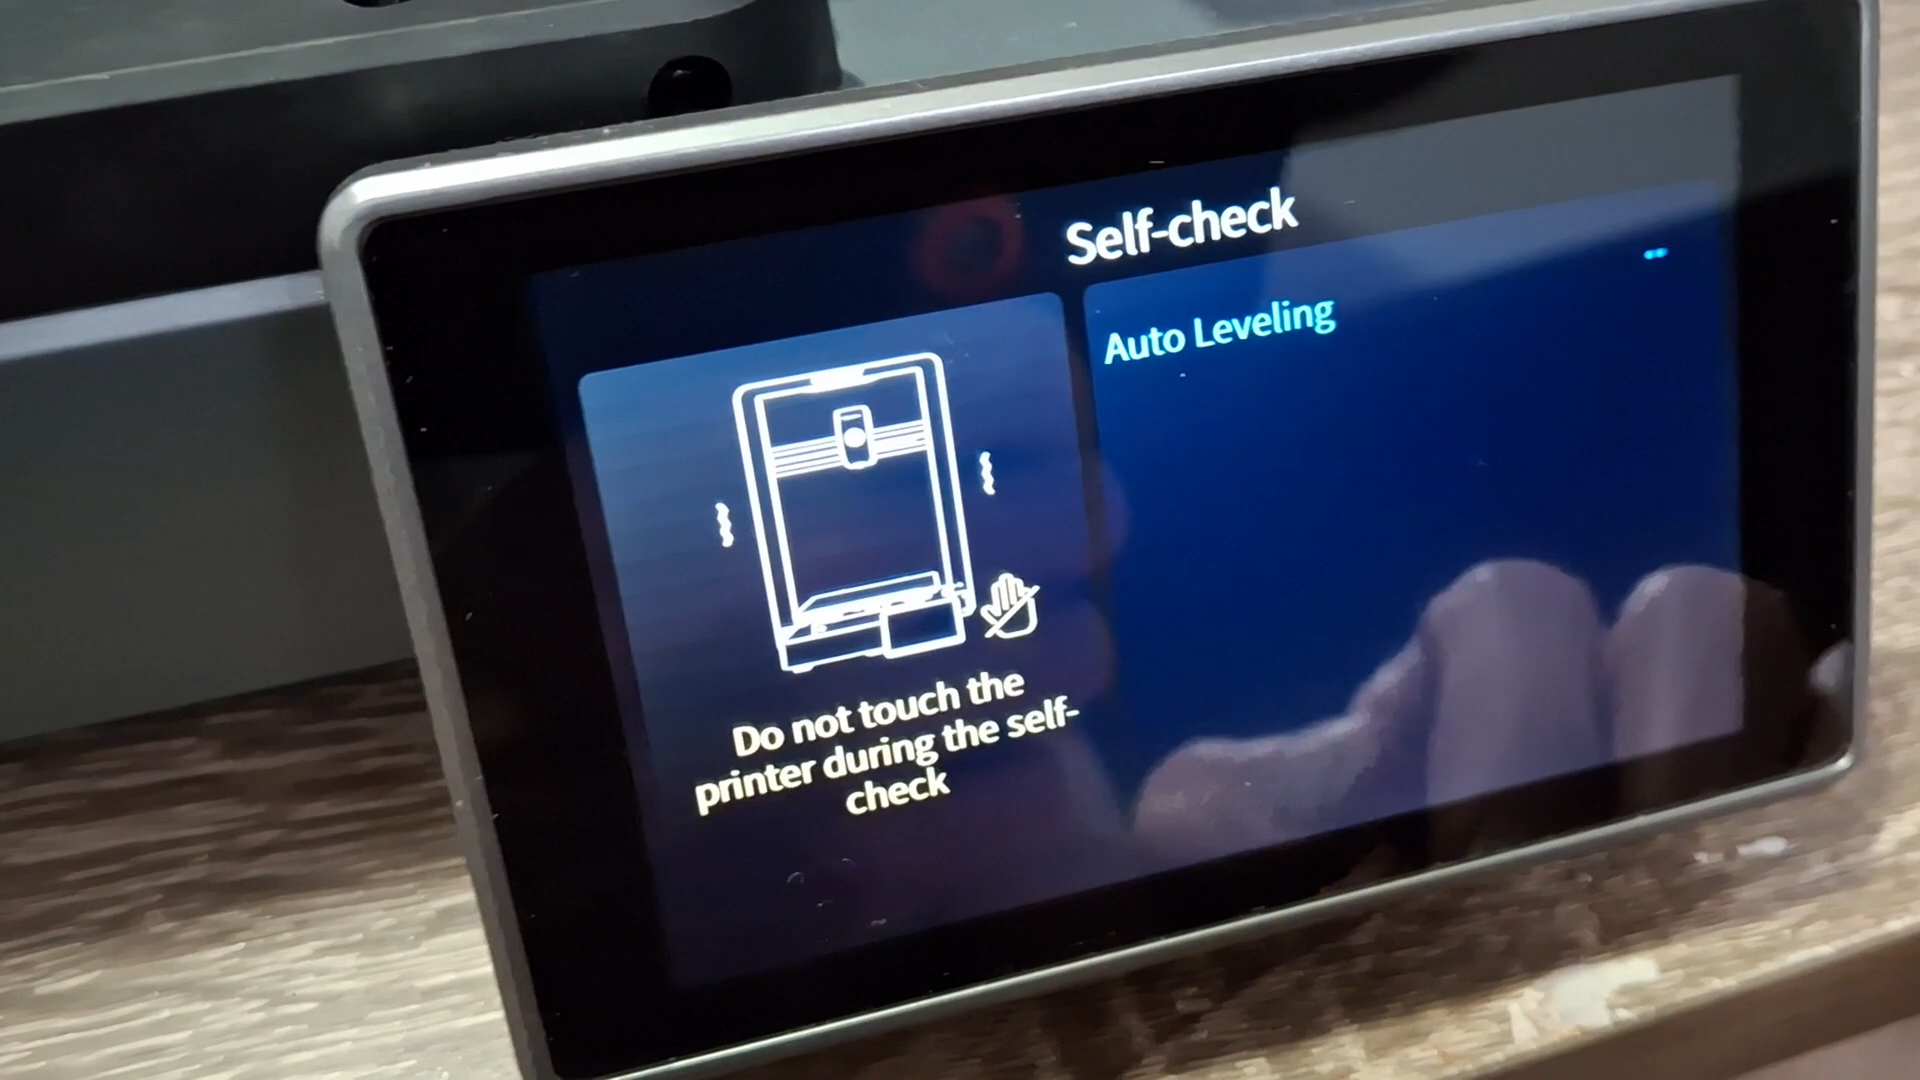 Self-check
Auto Leveling
Do not touch the
printer during the self-
check